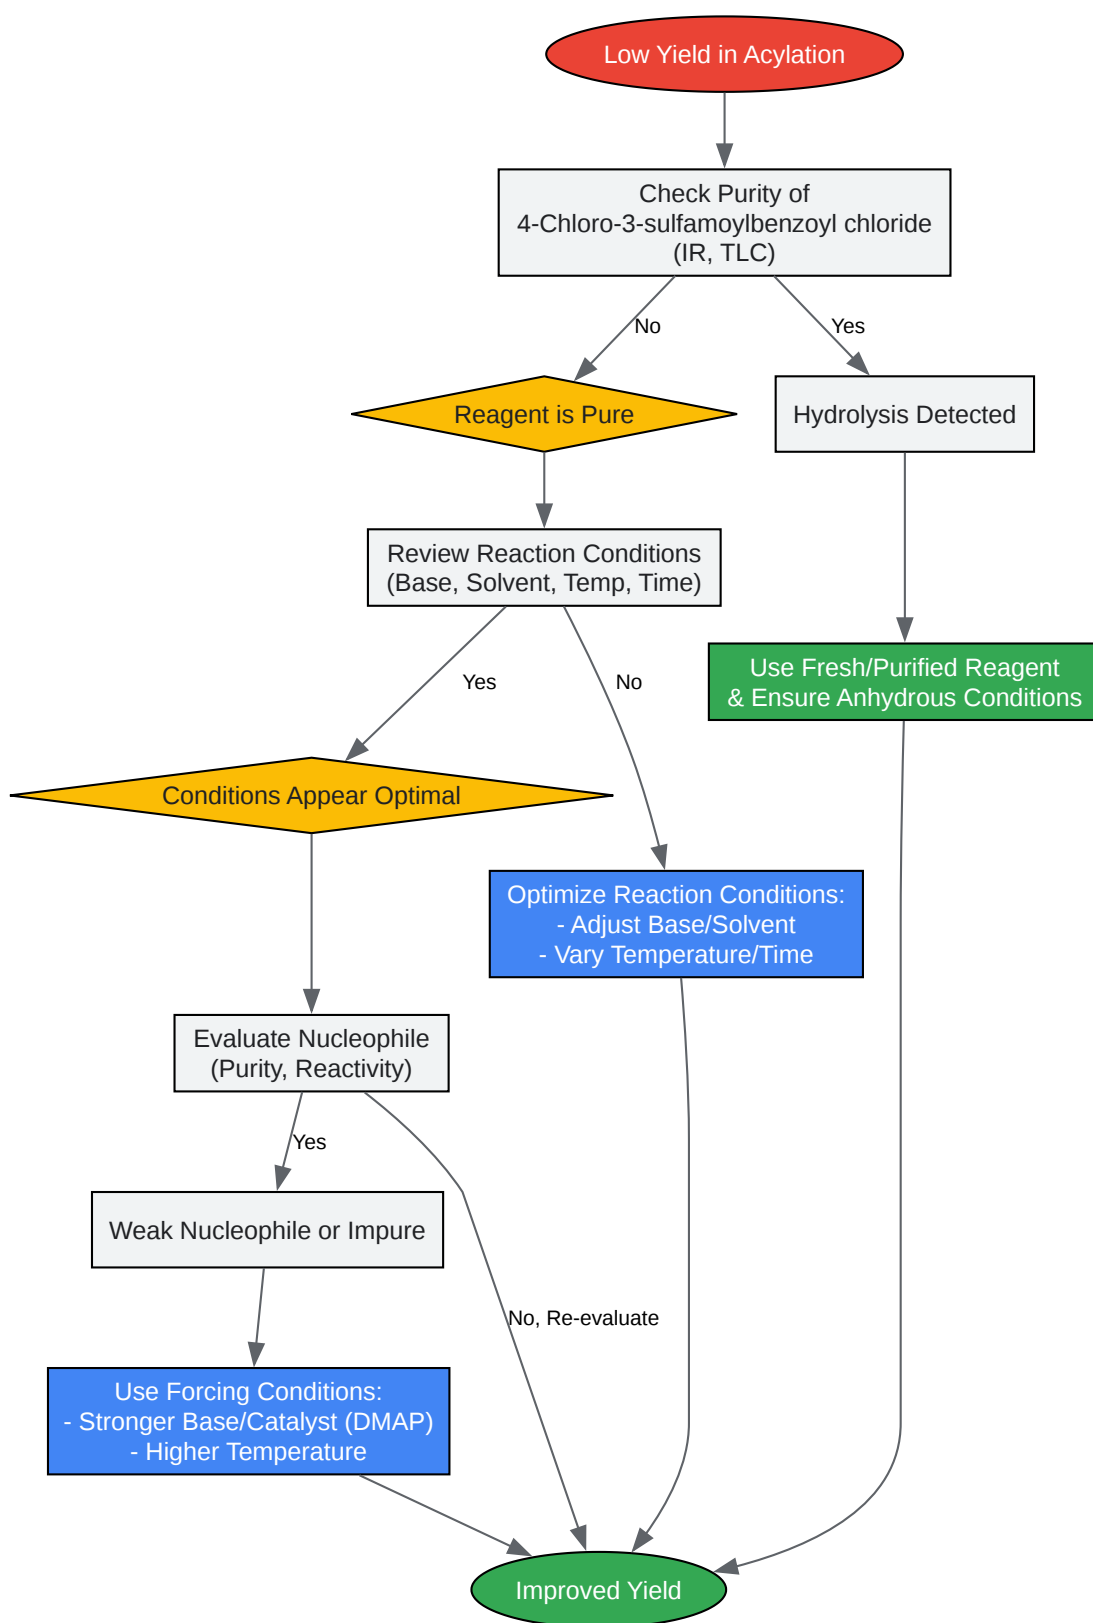 Low Yield in Acylation
Check Purity of
4-Chloro-3-sulfamoylbenzoyl chloride
(IR, TLC)
No
Yes
Reagent is Pure
Hydrolysis Detected
Review Reaction Conditions
(Base, Solvent, Temp, Time)
Use Fresh/Purified Reagent
& Ensure Anhydrous Conditions
Yes
No
Conditions Appear Optimal
Optimize Reaction Conditions:
- Adjust Base/Solvent
- Vary Temperature/Time
Evaluate Nucleophile
(Purity, Reactivity)
Yes
Weak Nucleophile or Impure
No, Re-evaluate
Use Forcing Conditions:
- Stronger Base/Catalyst (DMAP)
- Higher Temperature
Improved Yield